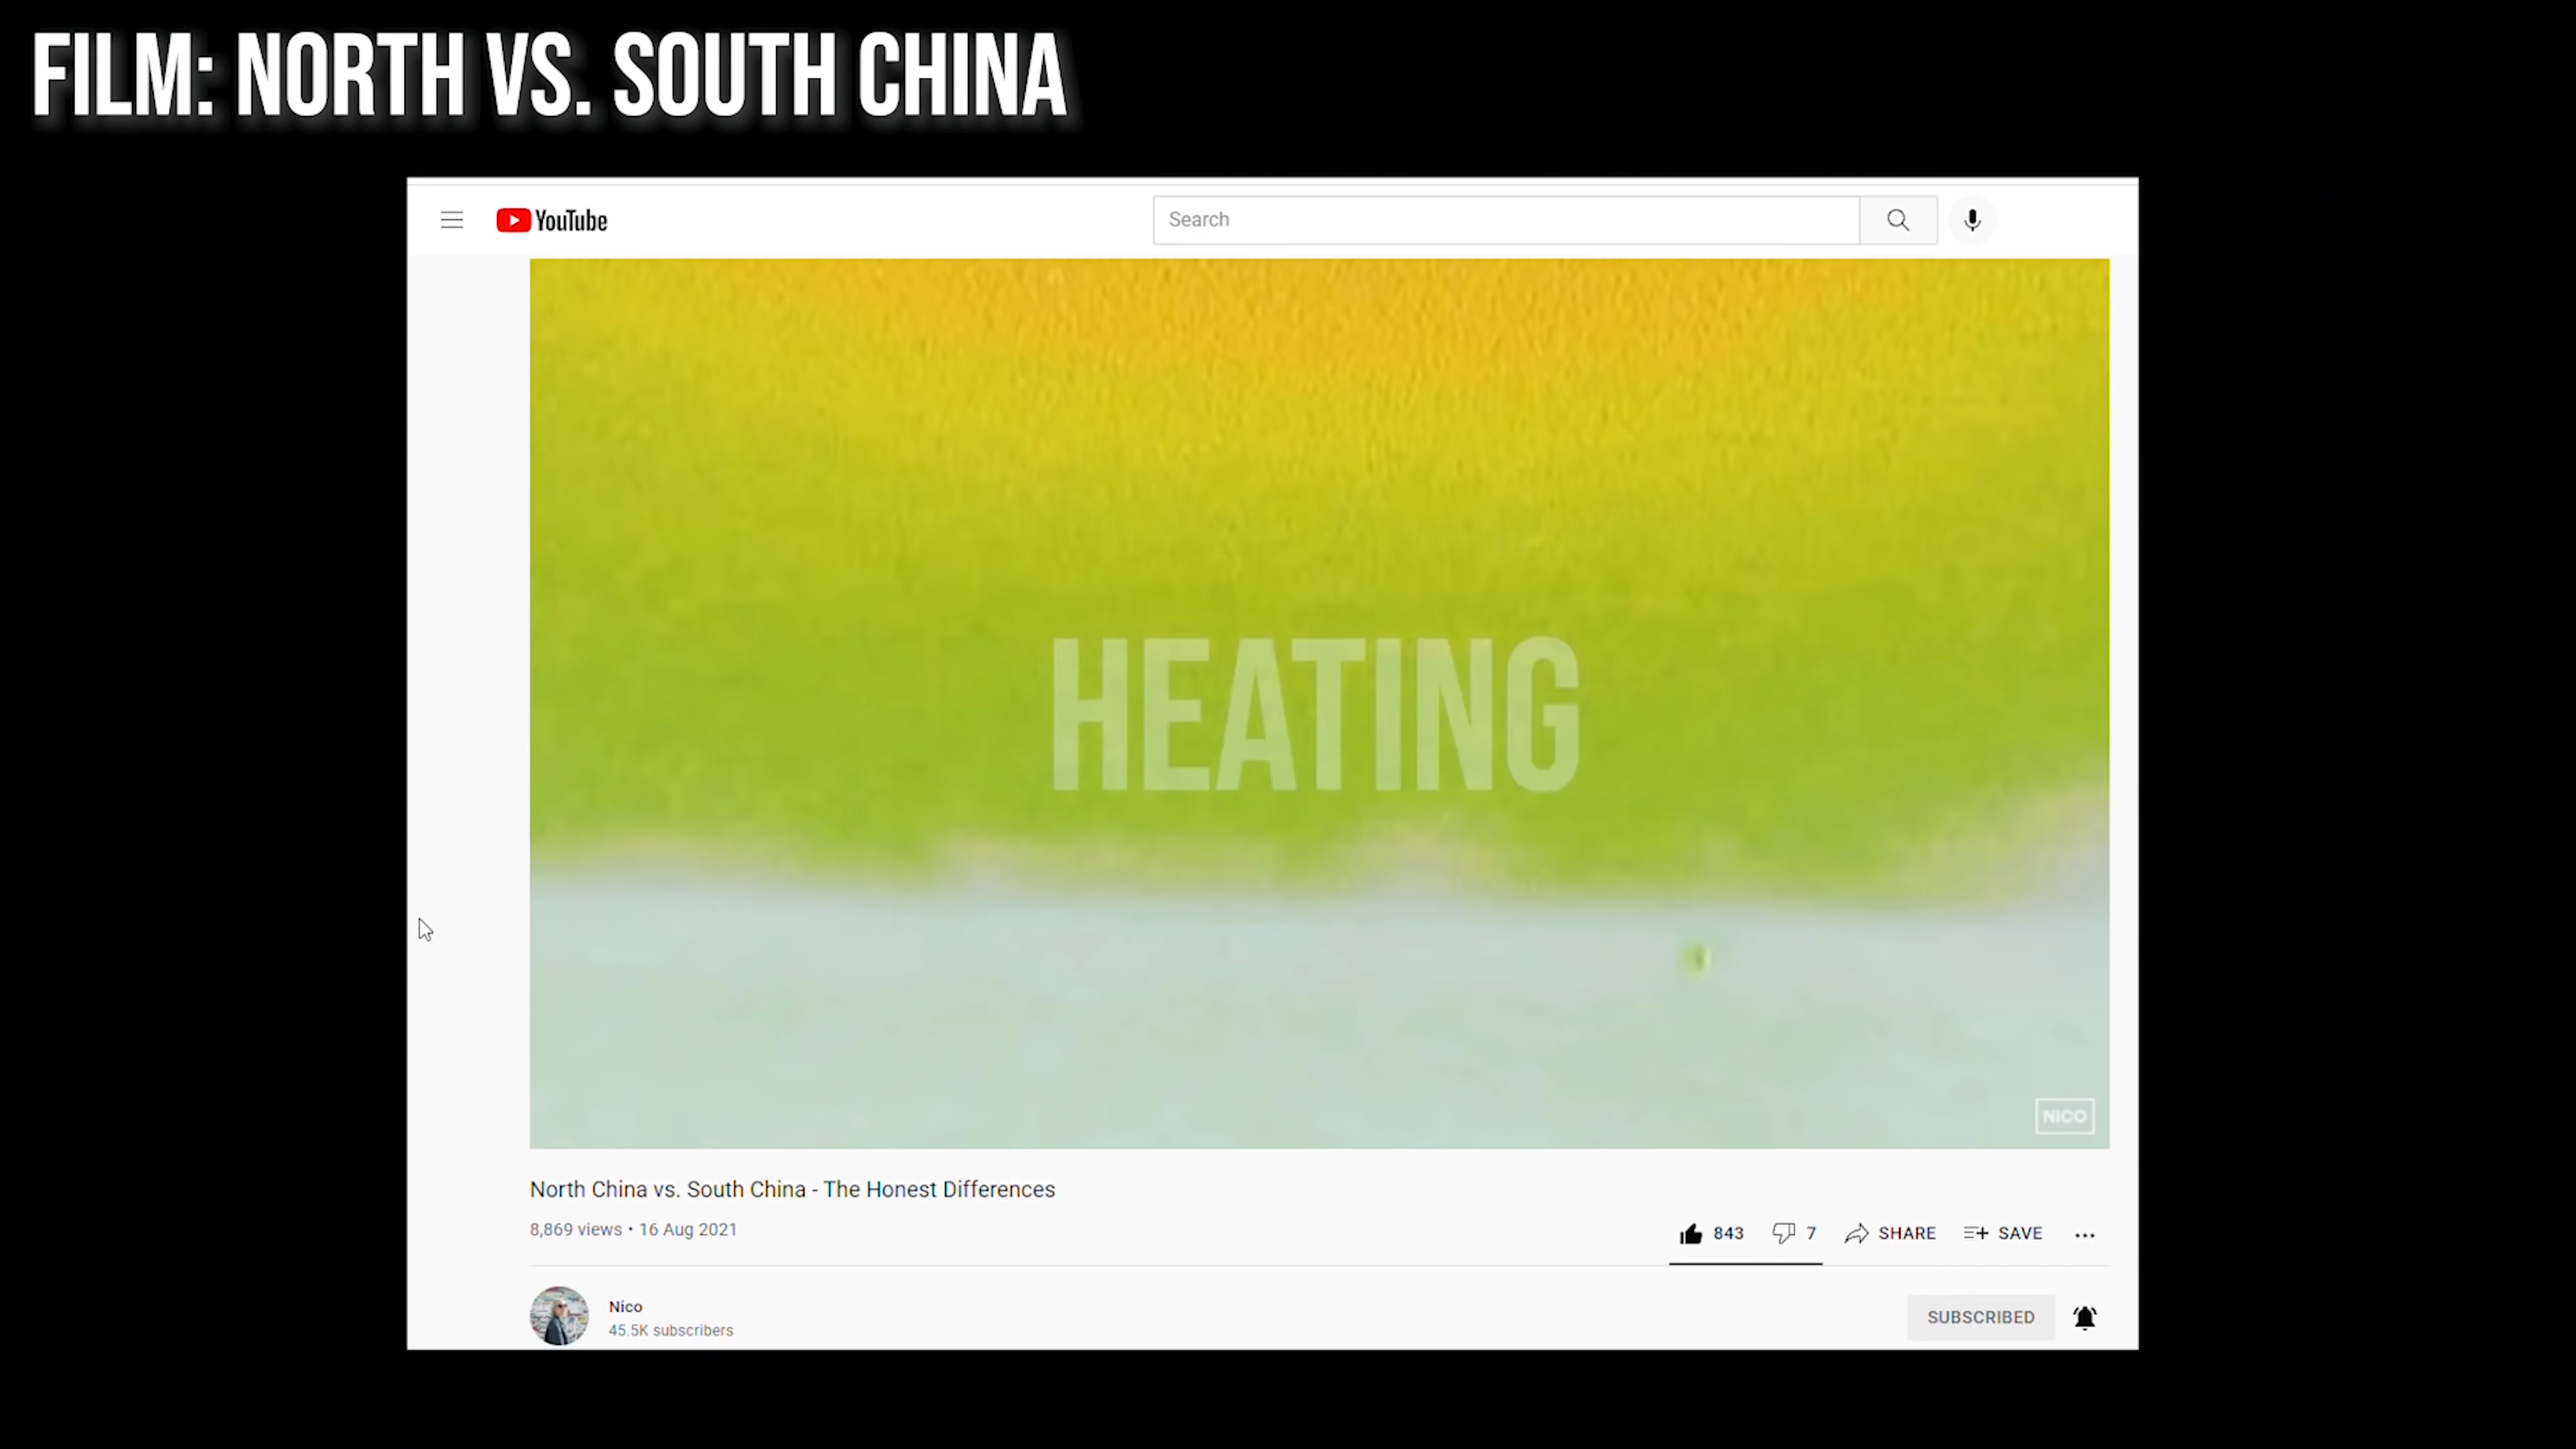 FILM: NORTH VS. SOUTH CHINA
YouTube
Search
HEATING
NICO
North China vs. South China - The Honest Differences
8,869 views • 16 Aug 2021
843 7 SHARE SAVE ...
Nico
45.5K subscribers
SUBSCRIBED